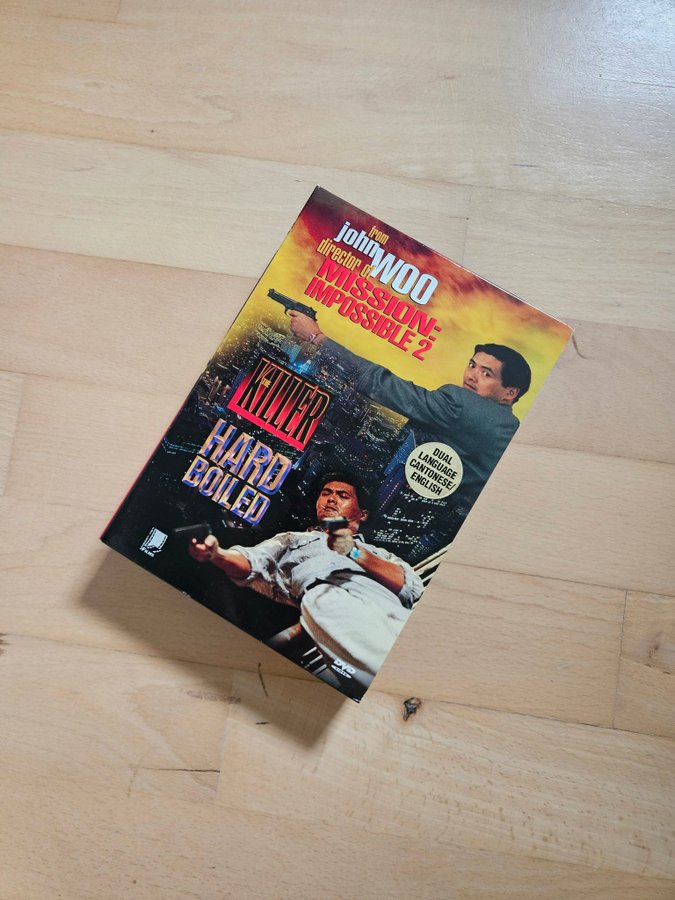 from
john WOO
director of
MISSION:
IMPOSSIBLE 2
THE
KILLER
HARD
BOILED
DUAL
LANGUAGE
CANTONESE/
ENGLISH
DVD